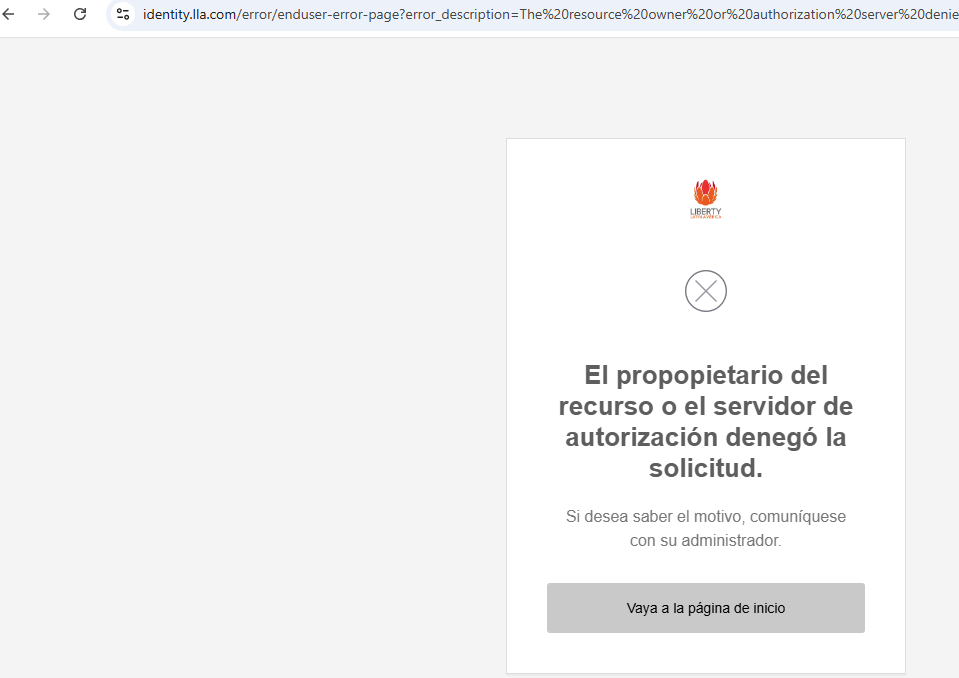 identity.lla.com/error/enduser-error-page?error_description=The%20resource%20owner%20or%20authorization%20server%20denie
LIBERTY
LATIN AMERICA
El propopietario del
recurso o el servidor de
autorización denegó la
solicitud.
Si desea saber el motivo, comuníquese
con su administrador.
Vaya a la página de inicio